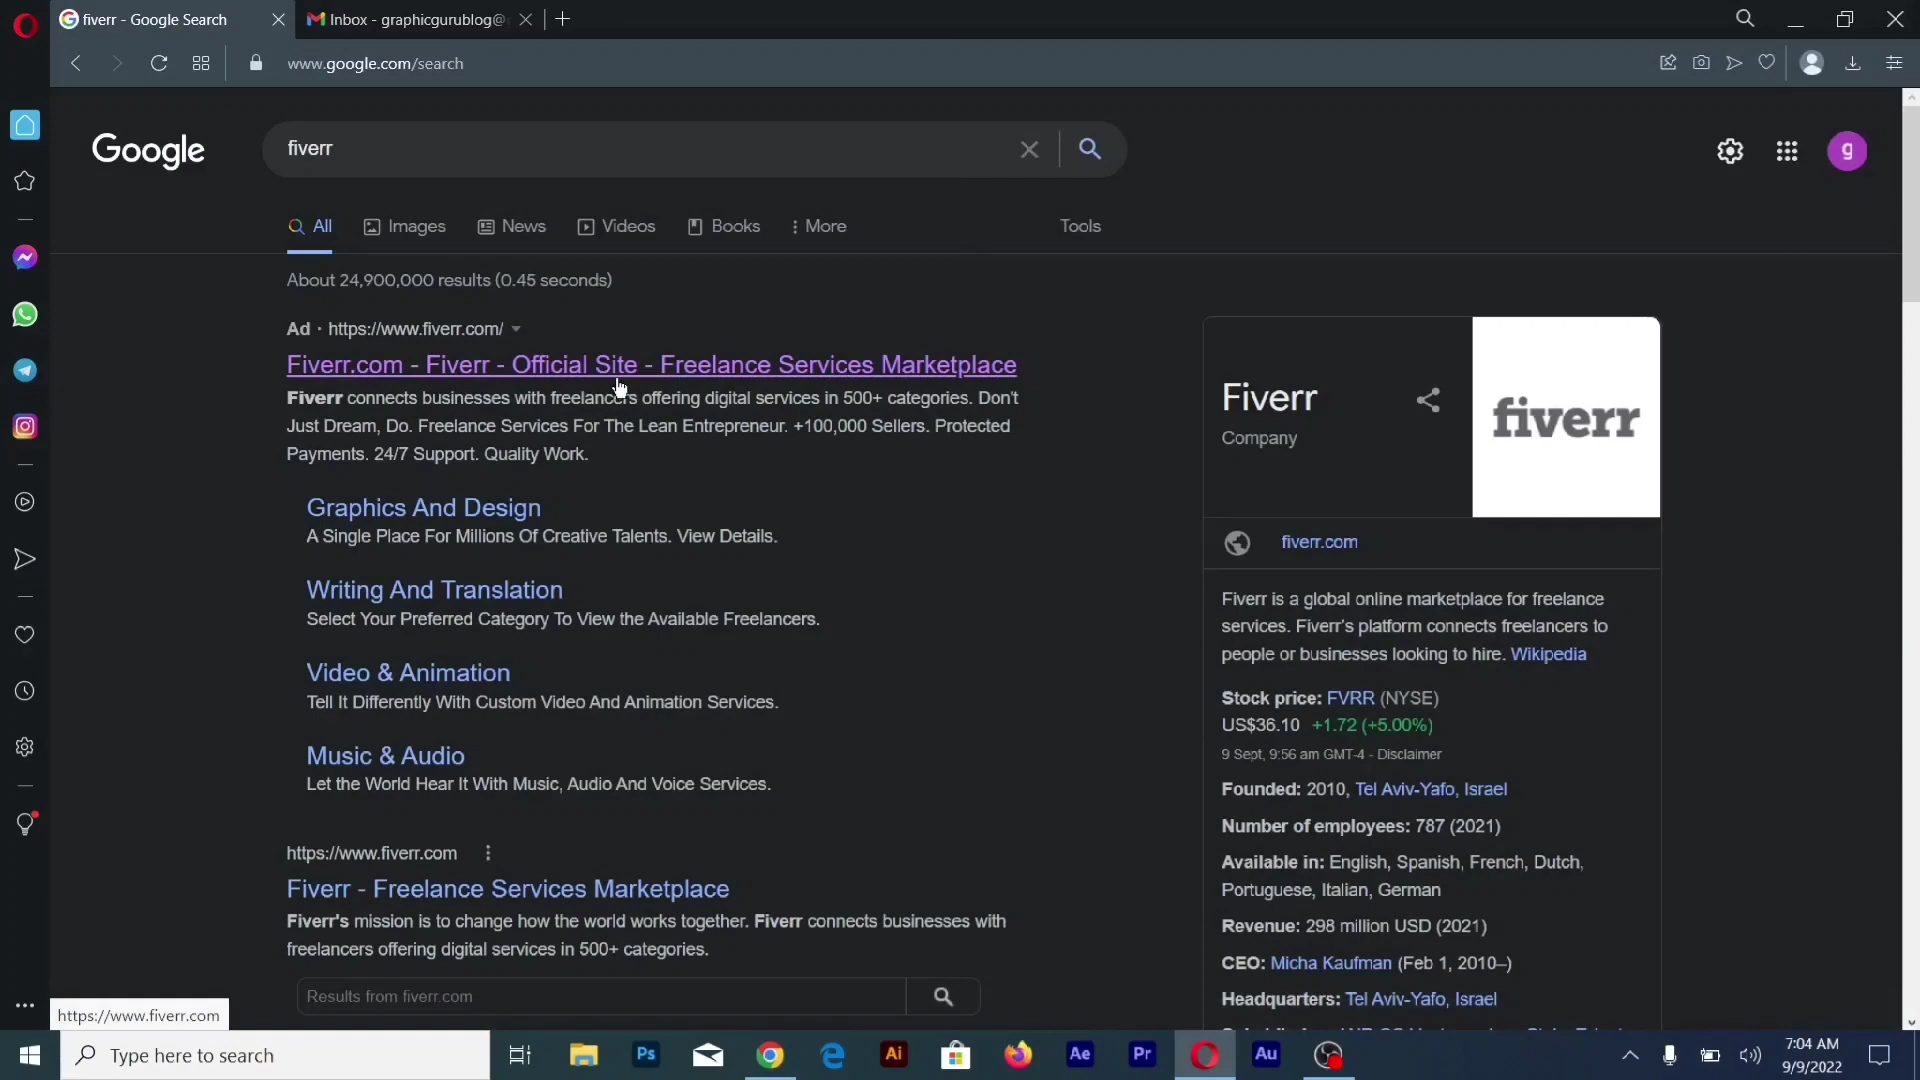 fiverr - Google Search
Inbox - graphicgurublog@
www.google.com/search
Google
fiverr
g
All
Images
News
Videos
Books
More
Tools
About 24,900,000 results (0.45 seconds)
Ad · https://www.fiverr.com/
Fiverr.com - Fiverr - Official Site - Freelance Services Marketplace
Fiverr connects businesses with freelancers offering digital services in 500+ categories. Don't
Just Dream, Do. Freelance Services For The Lean Entrepreneur. +100,000 Sellers. Protected
Payments. 24/7 Support. Quality Work.
Graphics And Design
A Single Place For Millions Of Creative Talents. View Details.
Writing And Translation
Select Your Preferred Category To View the Available Freelancers.
Video & Animation
Tell It Differently With Custom Video And Animation Services.
Music & Audio
Let the World Hear It With Music, Audio And Voice Services.
https://www.fiverr.com
Fiverr - Freelance Services Marketplace
Fiverr's mission is to change how the world works together. Fiverr connects businesses with
freelancers offering digital services in 500+ categories.
Results from fiverr.com
Fiverr
Company
fiverr
fiverr.com
Fiverr is a global online marketplace for freelance
services. Fiverr's platform connects freelancers to
people or businesses looking to hire. Wikipedia
Stock price: FVRR (NYSE)
US$36.10 +1.72 (+5.00%)
9 Sept, 9:56 am GMT-4 - Disclaimer
Founded: 2010, Tel Aviv-Yafo, Israel
Number of employees: 787 (2021)
Available in: English, Spanish, French, Dutch,
Portuguese, Italian, German
Revenue: 298 million USD (2021)
CEO: Micha Kaufman (Feb 1, 2010–)
Headquarters: Tel Aviv-Yafo, Israel
https://www.fiverr.com
Type here to search
Ps
Ai
Ae
Pr
Au
7:04 AM
9/9/2022